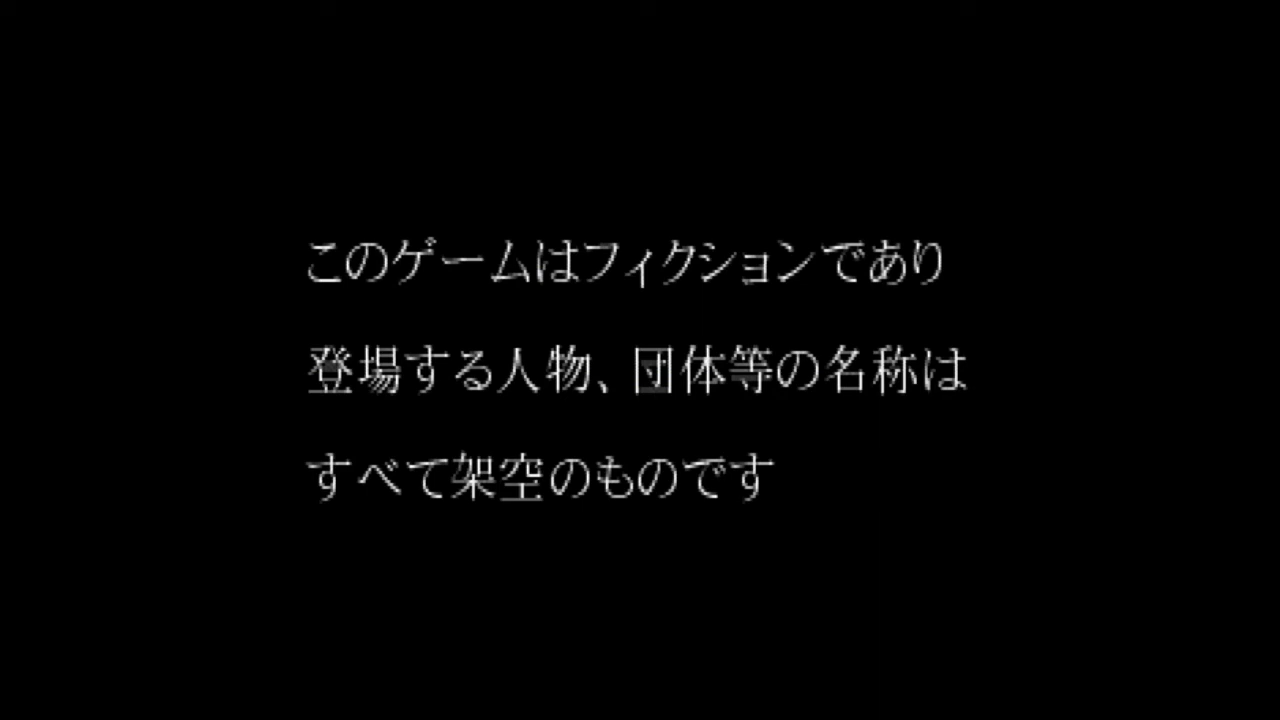 このゲームはフィクションであり
登場する人物、団体等の名称は
すべて架空のものです